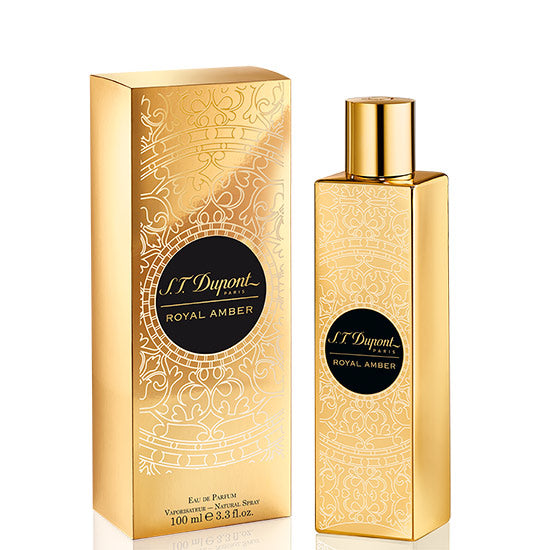 S.T. Dupont
PARIS
ROYAL AMBER
EAU DE PARFUM
VAPORISATEUR – NATURAL SPRAY
100 ml ℮ 3.3 fl.oz.
S.T. Dupont
PARIS
ROYAL AMBER